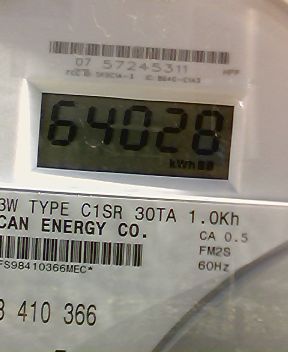 07 57245311
64028
kWh
3W TYPE C1SR 30TA 1.0Kh
CAN ENERGY CO.
CA 0.5
FM2S
FS98410366MEC*
60Hz
3 410 366